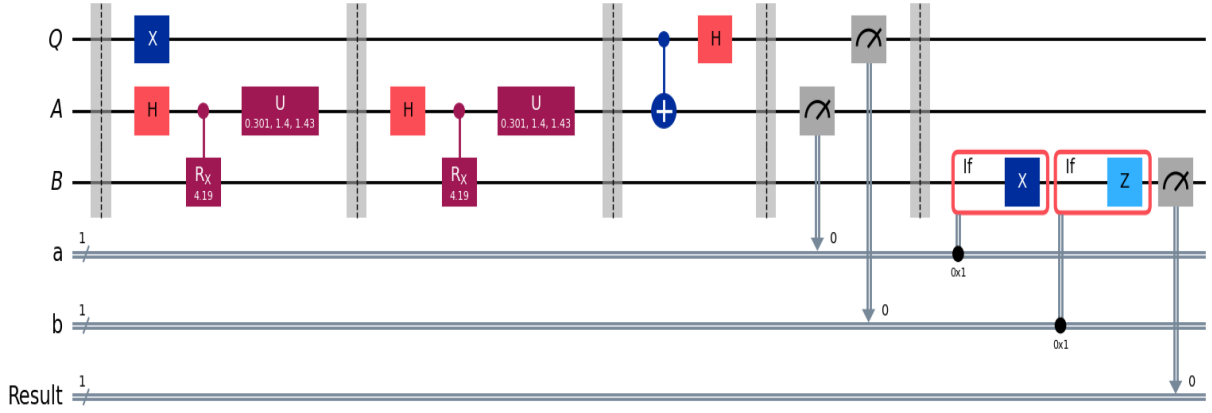 Q X H
A H U 0.301, 1.4, 1.43 H U 0.301, 1.4, 1.43
B RX 4.19 RX 4.19 If X If Z
a 1 0 0x1
b 1 0 0x1
Result 1 0